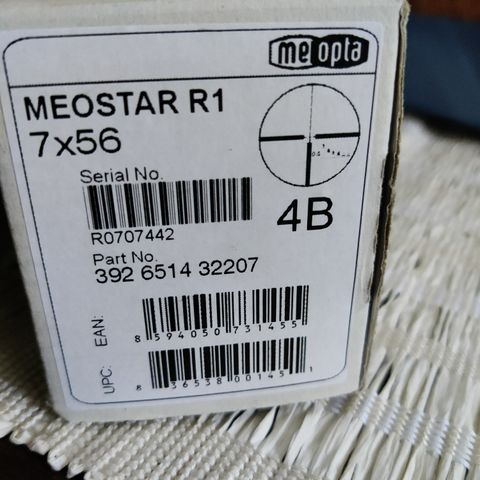 meopta
MEOSTAR R1
7x56
Serial No.
R0707442
4B
Part No.
392 6514 32207
EAN:
8 594050 731455
UPC:
8 36538 00145 1